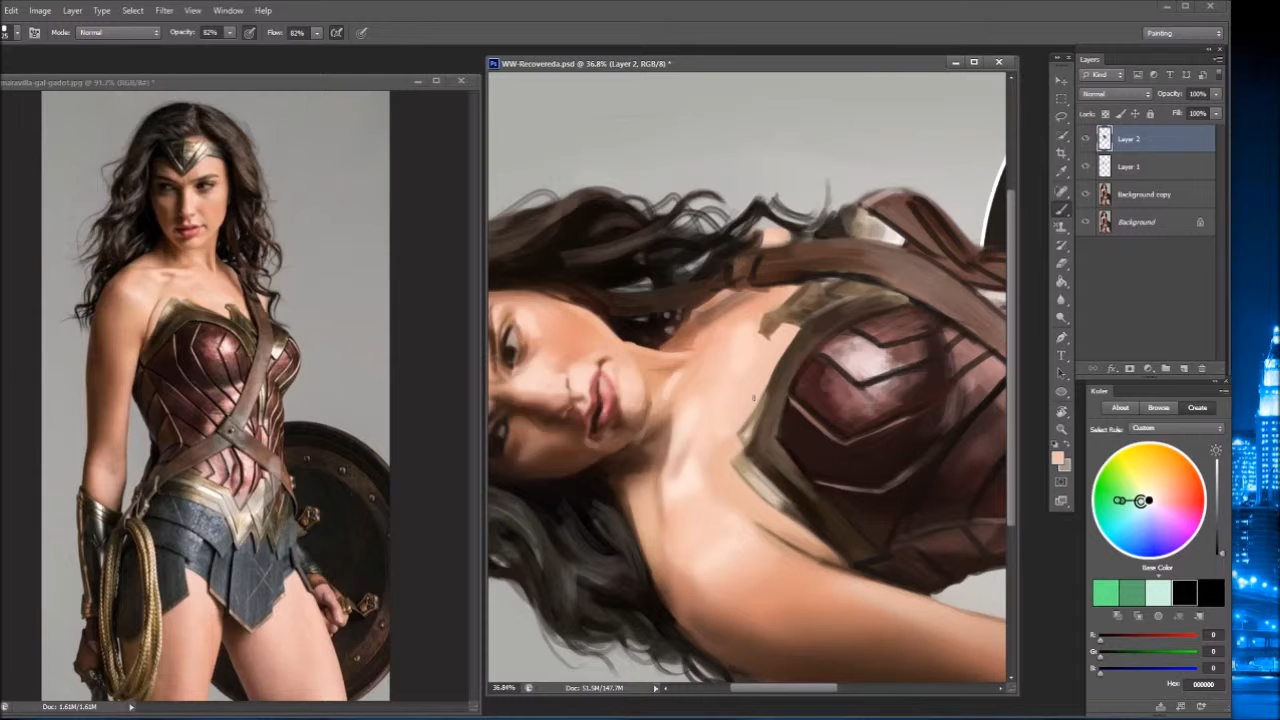 Edit Image Layer Type Select Filter View Window Help
25 Mode: Normal Opacity: 82% Flow: 82% Painting
maravilla-gal-gadot.jpg @ 91.7% (RGB/8#) *
WW-Recovereda.psd @ 36.8% (Layer 2, RGB/8) *
Layers
Kind
Normal Opacity: 100%
Lock: Fill: 100%
Layer 2
Layer 1
Background copy
Background
fx
Kuler
About Browse Create
Select Rule: Custom
Base Color
R: 0
G: 0
B: 0
Hex: 000000
Doc: 1.61M/1.61M
36.84% Doc: 51.5M/147.7M